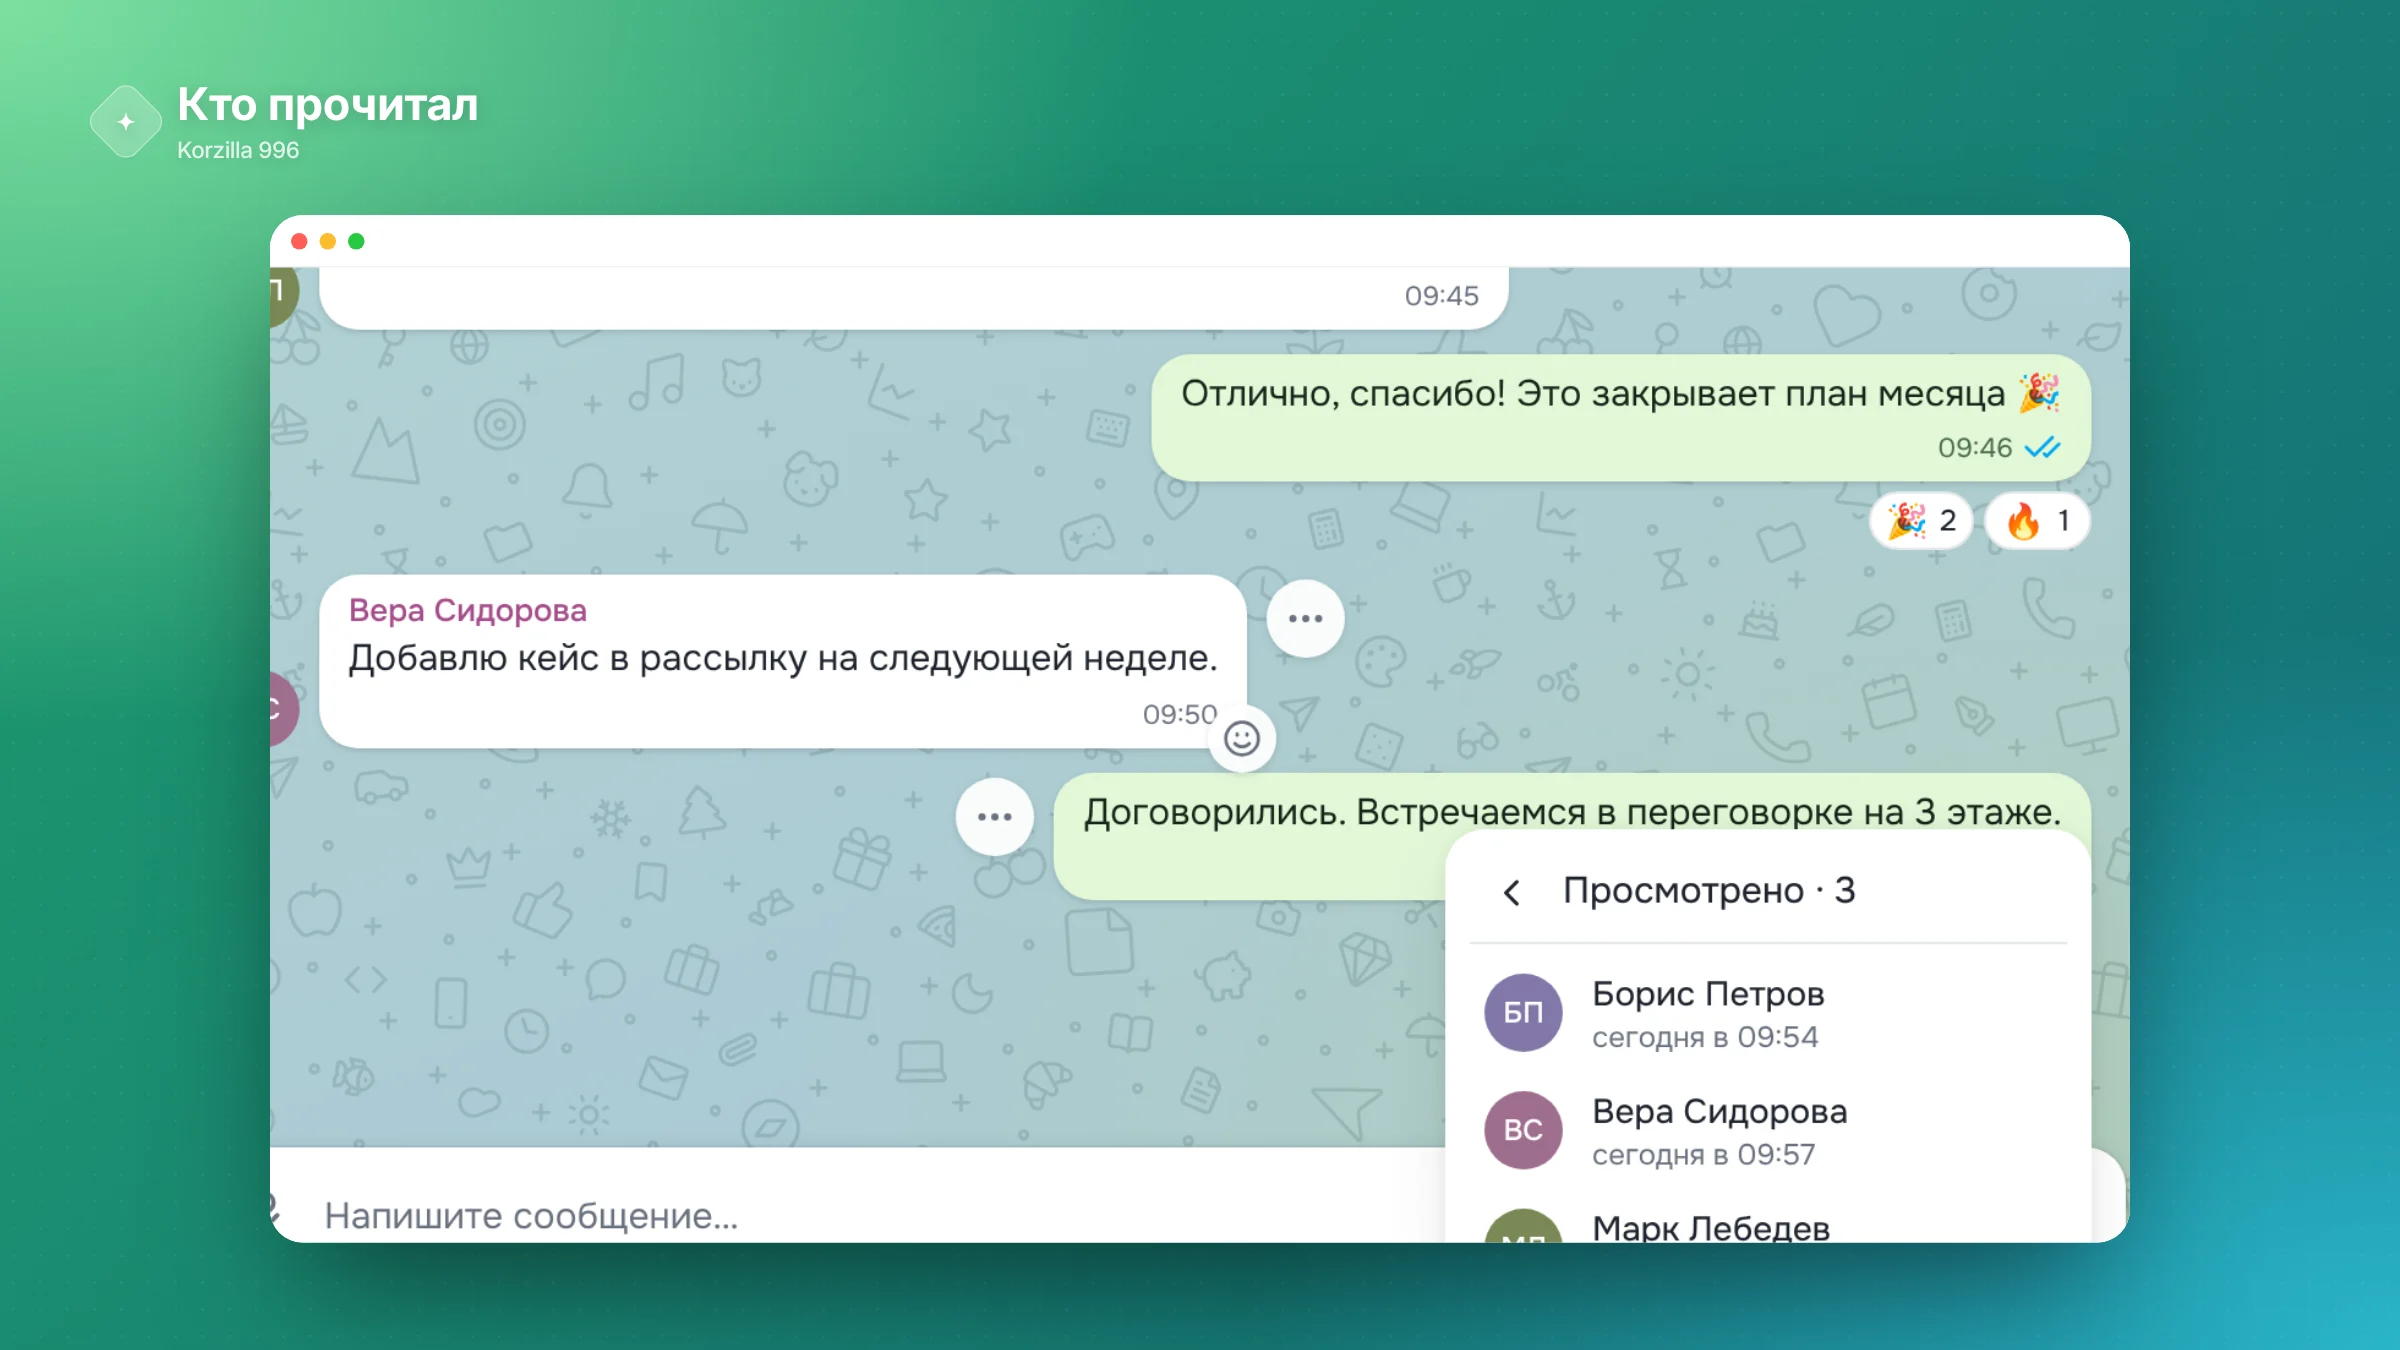 Кто прочитал
Korzilla 996
09:45
Отлично, спасибо! Это закрывает план месяца 🎉
09:46
🎉 2 🔥 1
Вера Сидорова
Добавлю кейс в рассылку на следующей неделе.
09:50
Договорились. Встречаемся в переговорке на 3 этаже.
Просмотрено · 3
БП
Борис Петров
сегодня в 09:54
ВС
Вера Сидорова
сегодня в 09:57
МЛ
Марк Лебедев
Напишите сообщение...